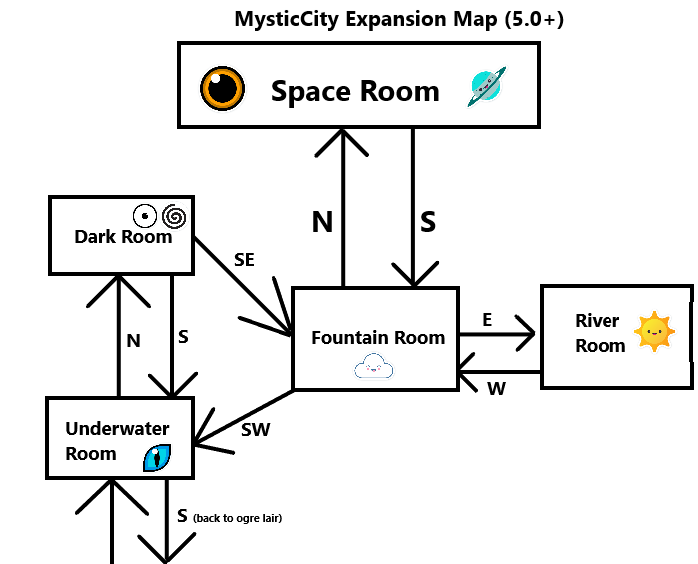 MysticCity Expansion Map (5.0+)
Space Room
N
S
Dark Room
SE
N
S
Fountain Room
E
W
River
Room
Underwater
Room
SW
S (back to ogre lair)